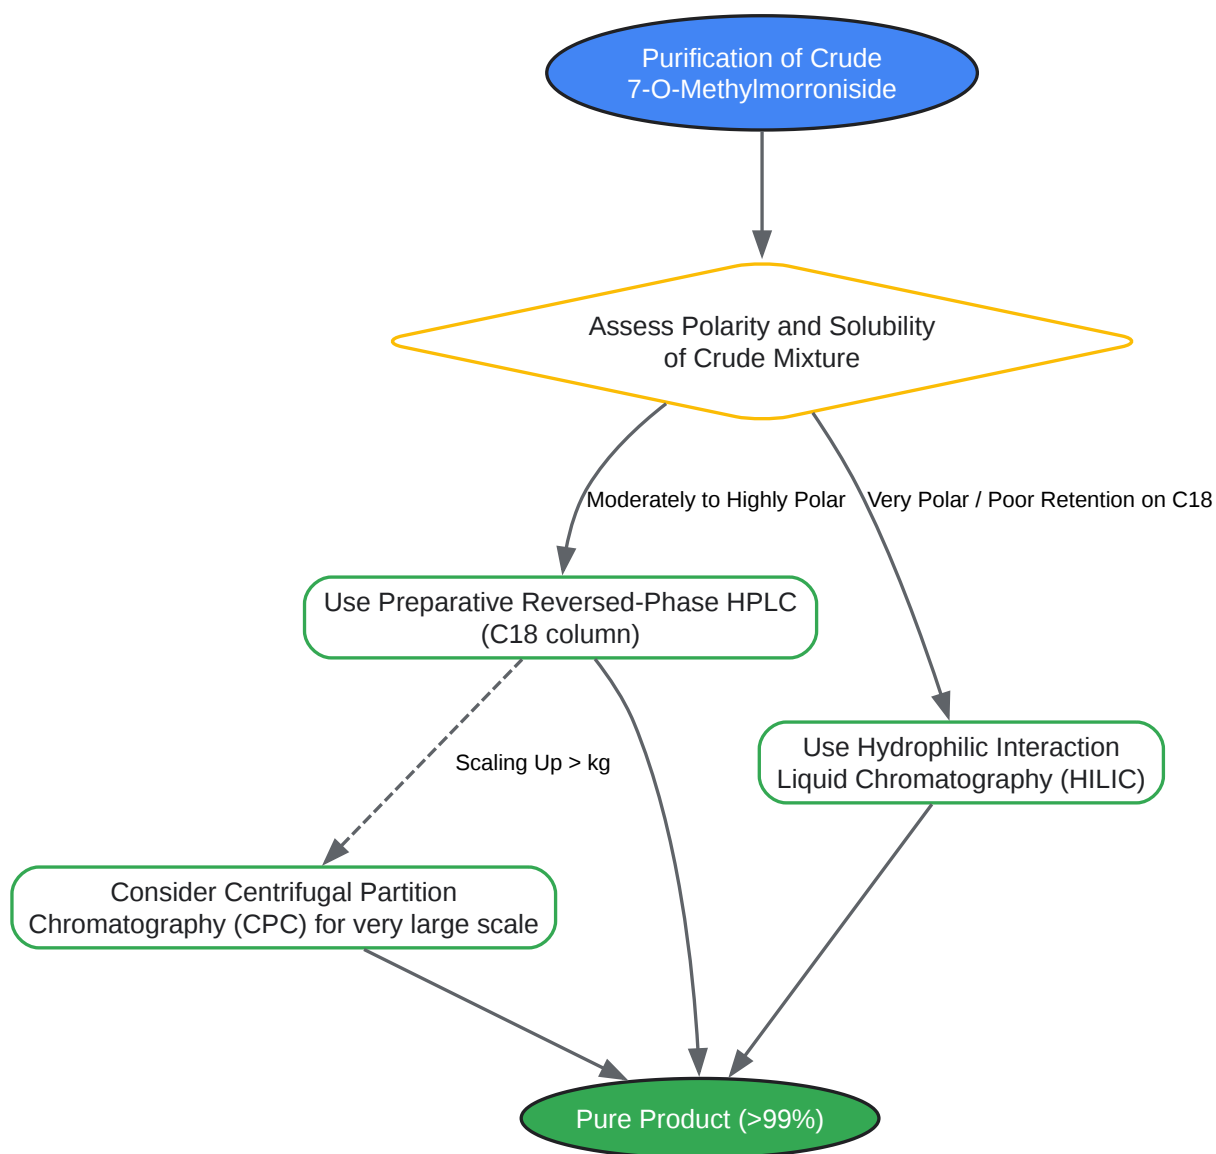 Purification of Crude
7-O-Methylmorroniside
Assess Polarity and Solubility
of Crude Mixture
Moderately to Highly Polar
Very Polar / Poor Retention on C18
Use Preparative Reversed-Phase HPLC
(C18 column)
Use Hydrophilic Interaction
Liquid Chromatography (HILIC)
Scaling Up > kg
Consider Centrifugal Partition
Chromatography (CPC) for very large scale
Pure Product (>99%)